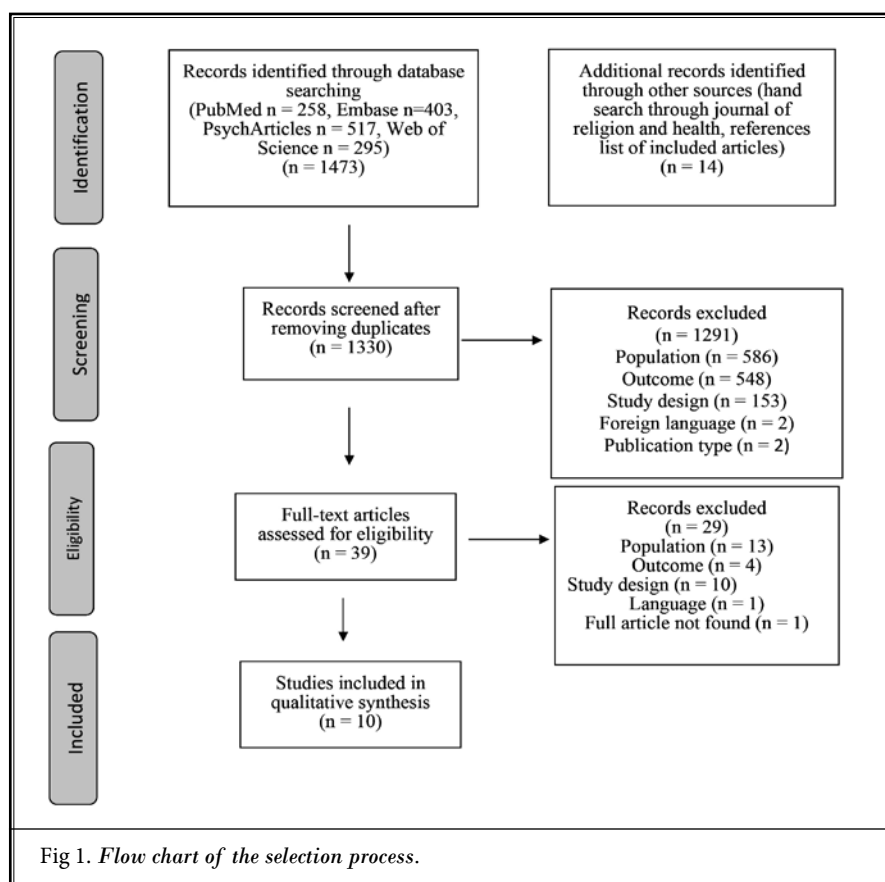 Identification
Records identified through database
searching
(PubMed n = 258, Embase n=403,
PsychArticles n = 517, Web of
Science n = 295)
(n = 1473)
Additional records identified
through other sources (hand
search through journal of
religion and health, references
list of included articles)
(n = 14)
Screening
Records screened after
removing duplicates
(n = 1330)
Records excluded
(n = 1291)
Population (n = 586)
Outcome (n = 548)
Study design (n = 153)
Foreign language (n = 2)
Publication type (n = 2)
Eligibility
Full-text articles
assessed for eligibility
(n = 39)
Records excluded
(n = 29)
Population (n = 13)
Outcome (n = 4)
Study design (n = 10)
Language (n = 1)
Full article not found (n = 1)
Included
Studies included in
qualitative synthesis
(n = 10)
Fig 1. Flow chart of the selection process.